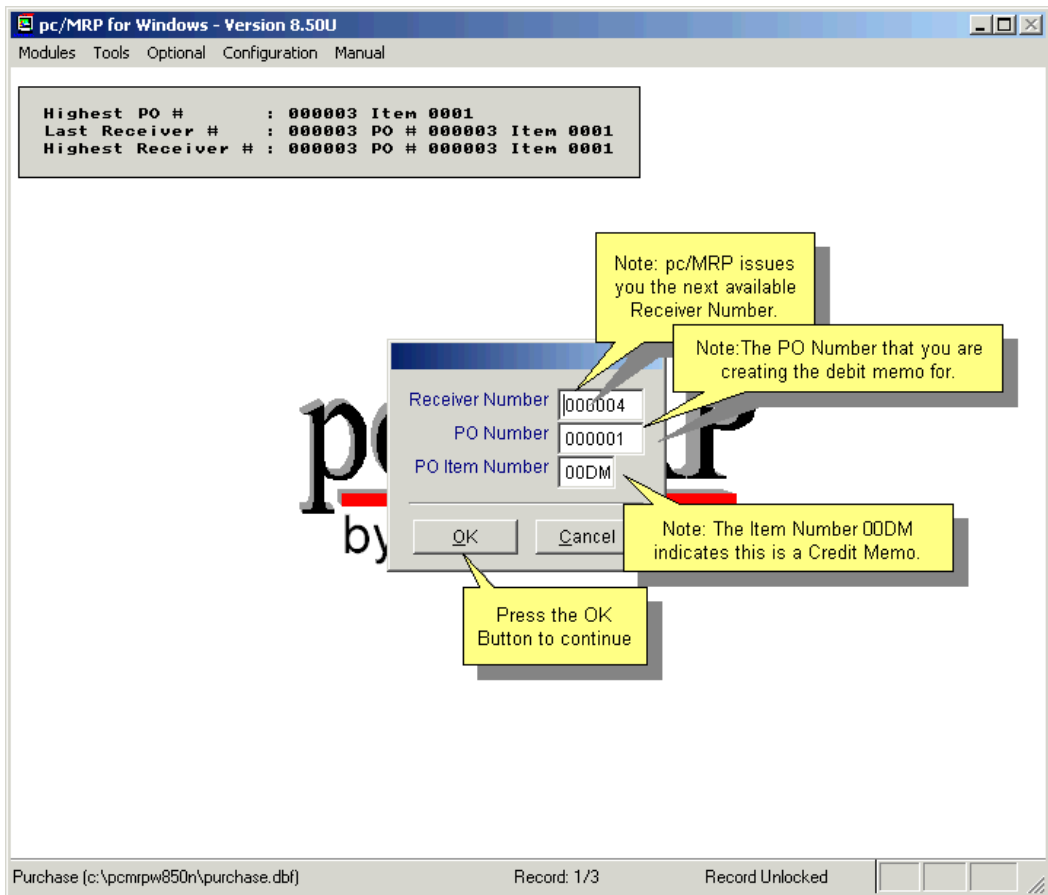 pc/MRP for Windows - Version 8.50U
Modules Tools Optional Configuration Manual
Highest PO # : 000003 Item 0001
Last Receiver # : 000003 PO # 000003 Item 0001
Highest Receiver # : 000003 PO # 000003 Item 0001
Note: pc/MRP issues
you the next available
Receiver Number.
Note:The PO Number that you are
creating the debit memo for.
Receiver Number 000004
PO Number 000001
PO Item Number 00DM
OK Cancel
by
Note: The Item Number 00DM
indicates this is a Credit Memo.
Press the OK
Button to continue
Purchase (c:\pcmrpw850n\purchase.dbf) Record: 1/3 Record Unlocked